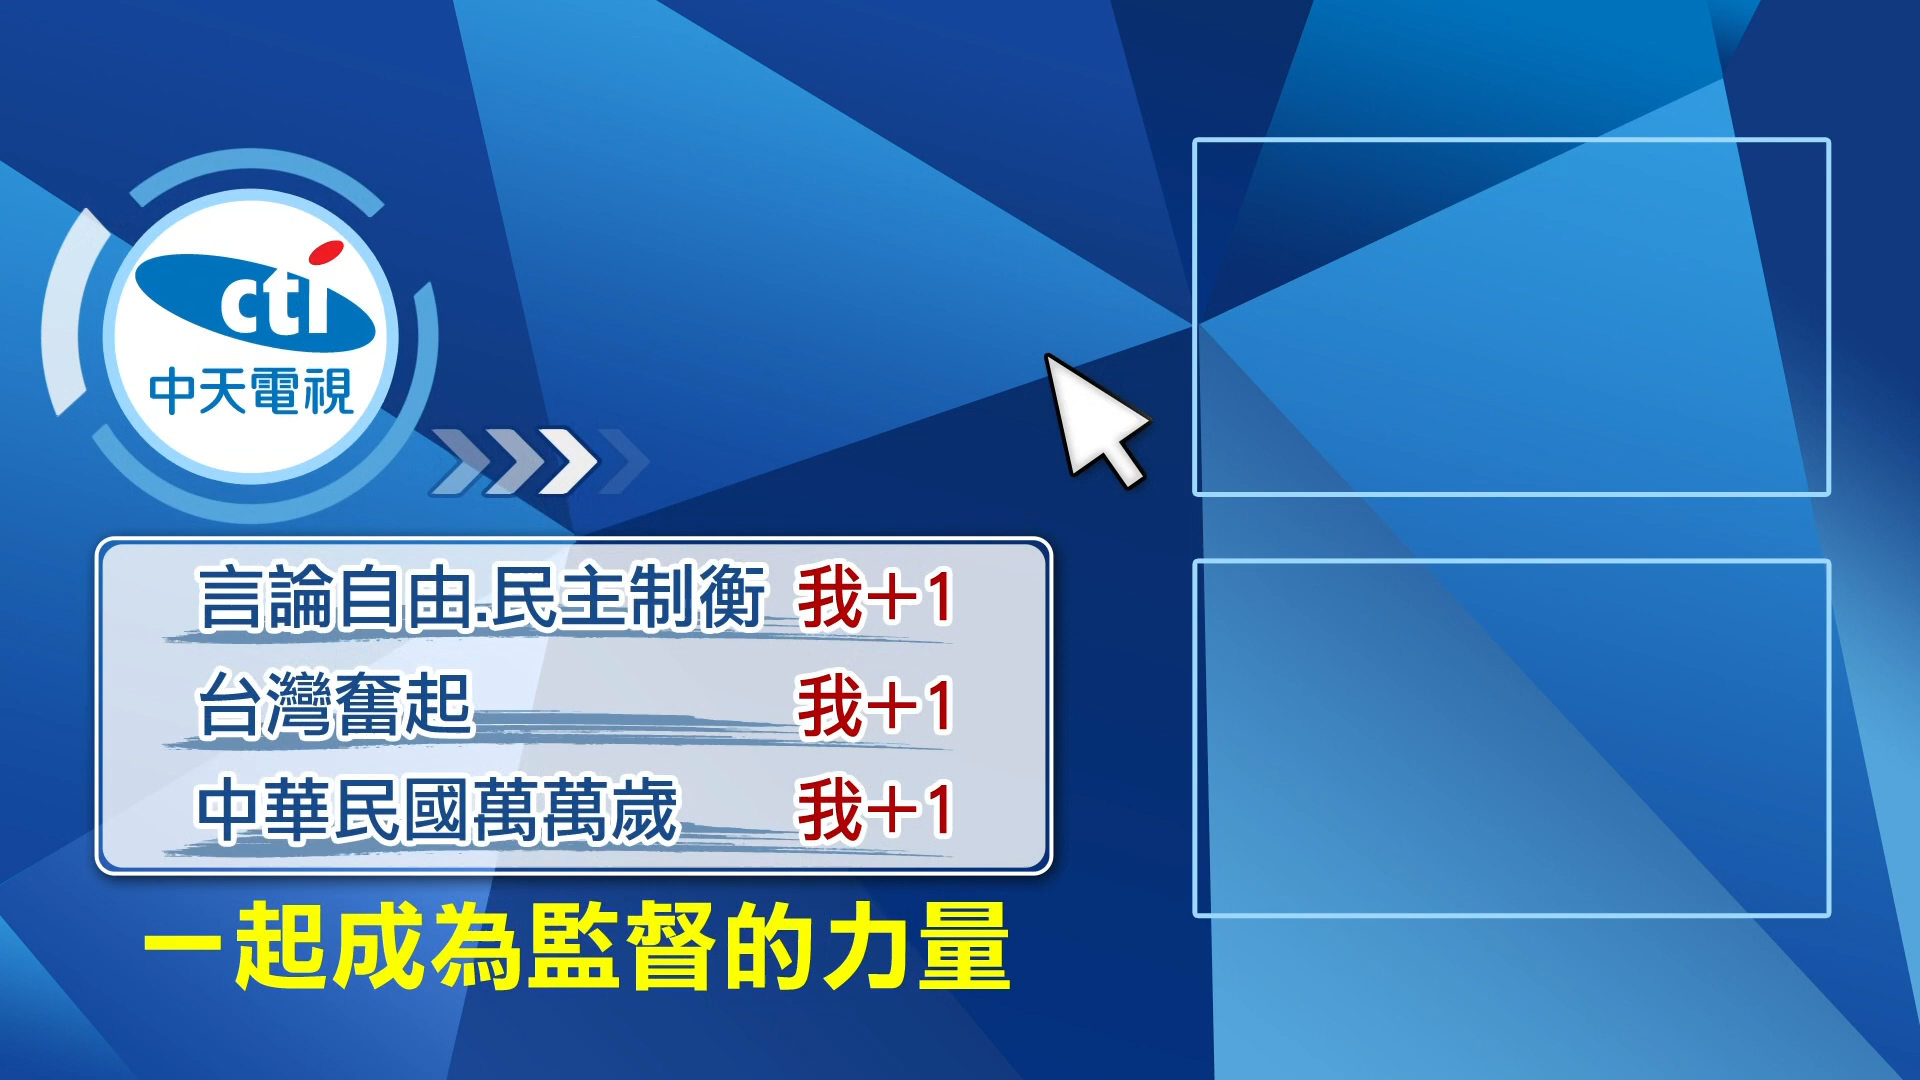 cti
中天電視
言論自由.民主制衡 我+1
台灣奮起 我+1
中華民國萬萬歲 我+1
一起成為監督的力量